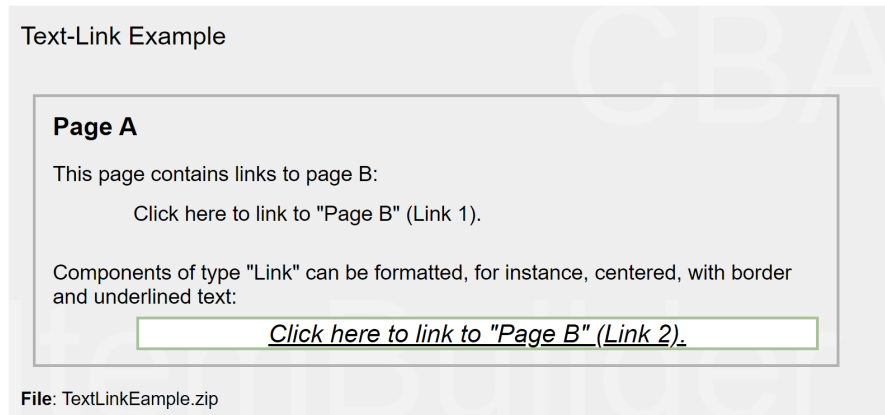 CBA
Text-Link Example
Page A
This page contains links to page B:
Click here to link to "Page B" (Link 1).
Components of type "Link" can be formatted, for instance, centered, with border
and underlined text:
Click here to link to "Page B" (Link 2).
ItemBuilder
File: TextLinkEample.zip